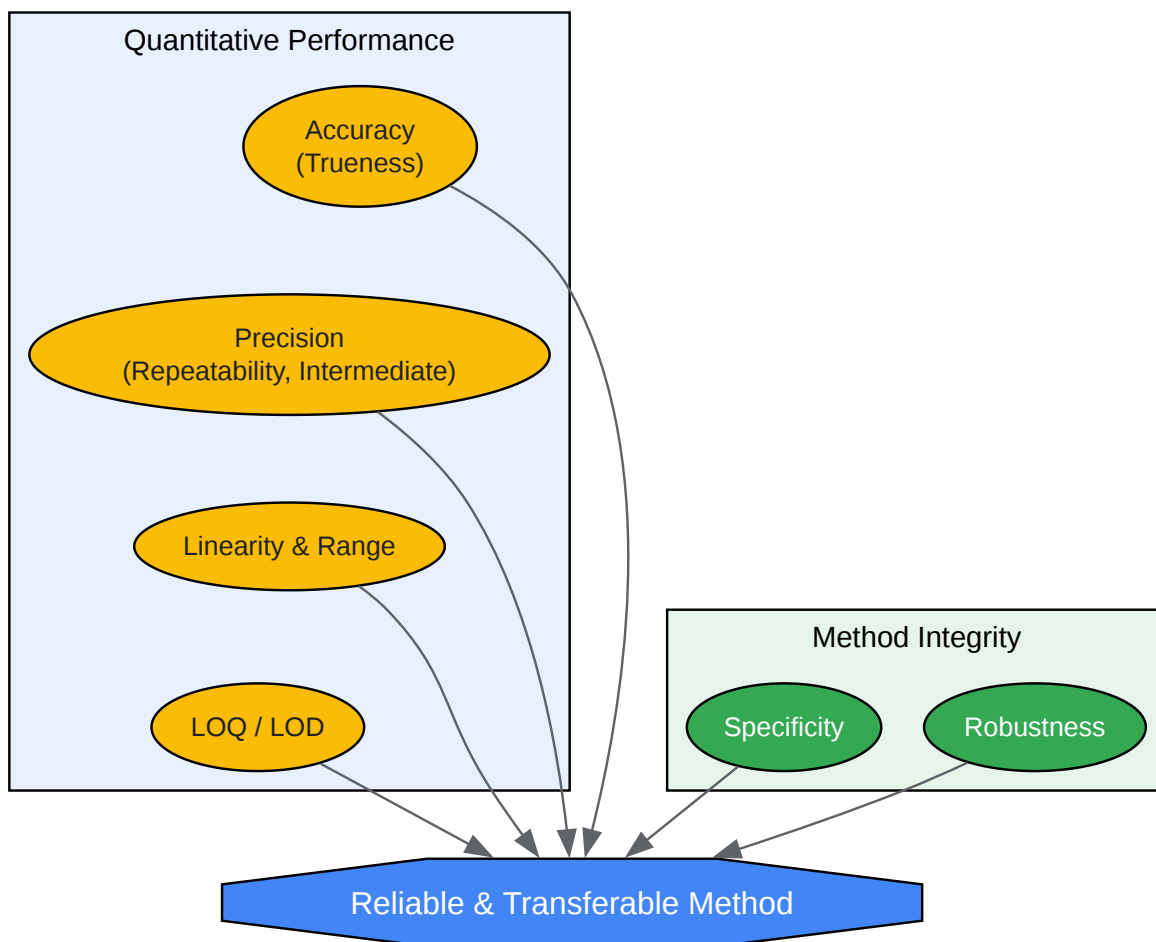 Quantitative Performance
Accuracy
(Trueness)
Precision
(Repeatability, Intermediate)
Linearity & Range
LOQ / LOD
Method Integrity
Specificity
Robustness
Reliable & Transferable Method